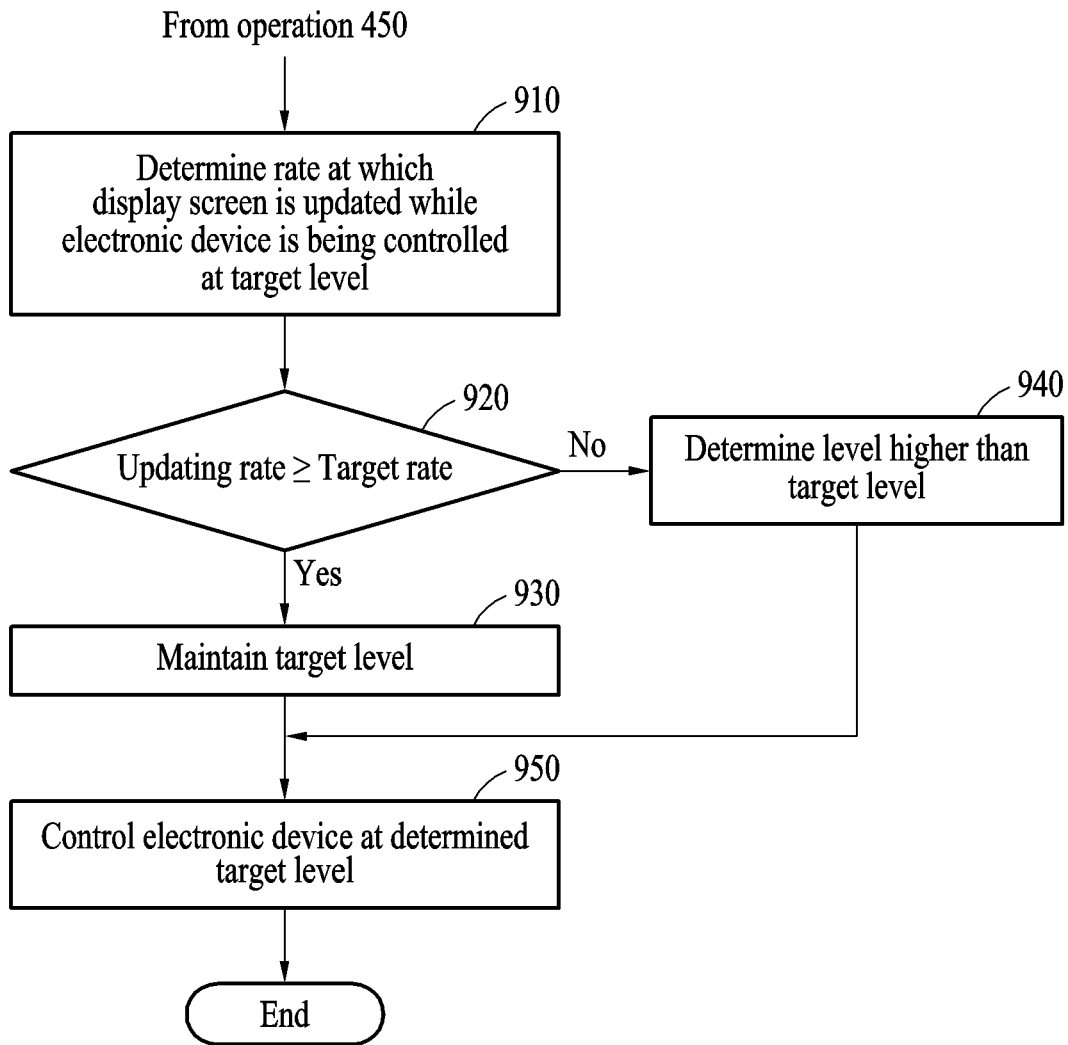 From operation 450
910
Determine rate at which
display screen is updated while
electronic device is being controlled
at target level
920
Updating rate ≥ Target rate
No
940
Determine level higher than
target level
Yes
930
Maintain target level
950
Control electronic device at determined
target level
End